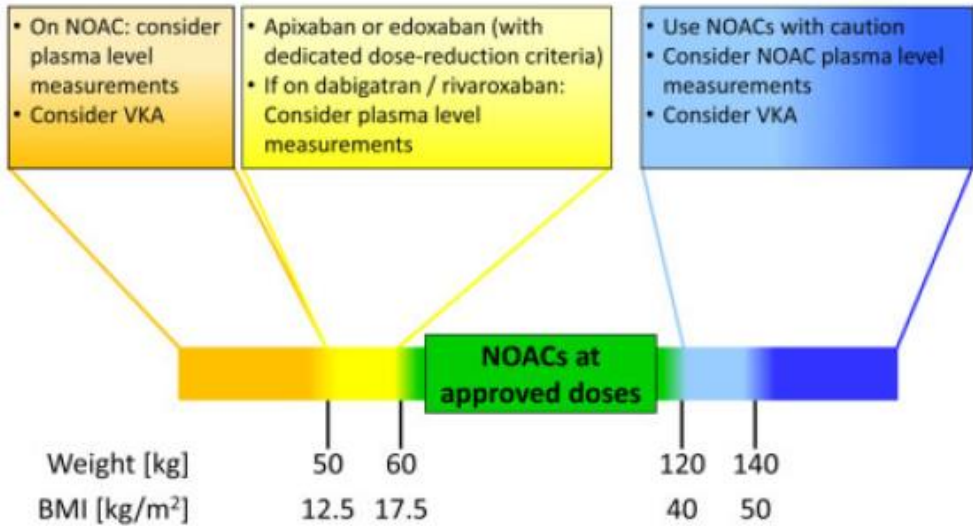 • On NOAC: consider
plasma level
measurements
• Consider VKA
• Apixaban or edoxaban (with
dedicated dose-reduction criteria)
• If on dabigatran / rivaroxaban:
Consider plasma level
measurements
• Use NOACs with caution
• Consider NOAC plasma level
measurements
• Consider VKA
NOACs at
approved doses
Weight [kg] 50 60 120 140
BMI [kg/m²] 12.5 17.5 40 50